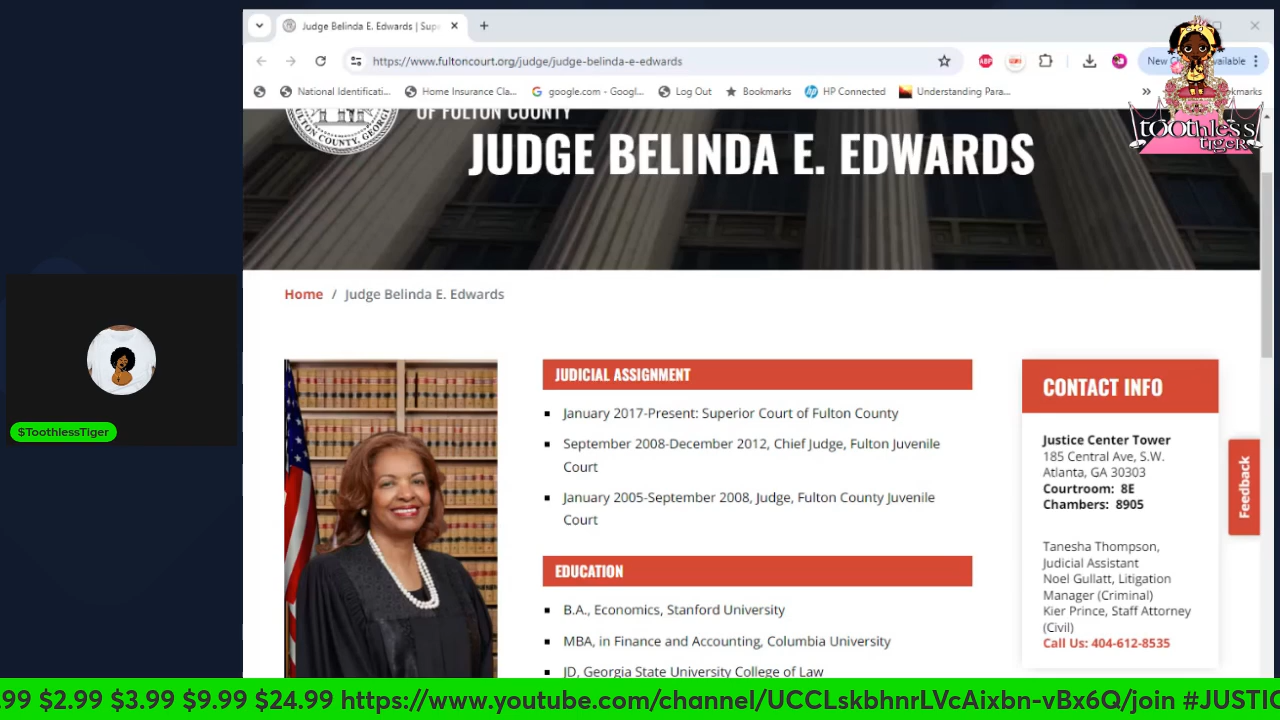 Judge Belinda E. Edwards | Sup
https://www.fultoncourt.org/judge/judge-belinda-e-edwards
ABP
New
available
National Identificati...
Home Insurance Cla...
google.com - Googl...
Log Out
Bookmarks
HP Connected
Understanding Para...
toothless
tiger
FULTON COUNTY, GEORGIA
OF FULTON COUNTY
JUDGE BELINDA E. EDWARDS
Home / Judge Belinda E. Edwards
JUDICIAL ASSIGNMENT
January 2017-Present: Superior Court of Fulton County
September 2008-December 2012, Chief Judge, Fulton Juvenile
Court
January 2005-September 2008, Judge, Fulton County Juvenile
Court
EDUCATION
B.A., Economics, Stanford University
MBA, in Finance and Accounting, Columbia University
JD, Georgia State University College of Law
CONTACT INFO
Justice Center Tower
185 Central Ave, S.W.
Atlanta, GA 30303
Courtroom: 8E
Chambers: 8905
Tanesha Thompson,
Judicial Assistant
Noel Gullatt, Litigation
Manager (Criminal)
Kier Prince, Staff Attorney
(Civil)
Call Us: 404-612-8535
Feedback
$ToothlessTiger
.99 $2.99 $3.99 $9.99 $24.99 https://www.youtube.com/channel/UCCLskbhnrLVcAixbn-vBx6Q/join #JUSTIC